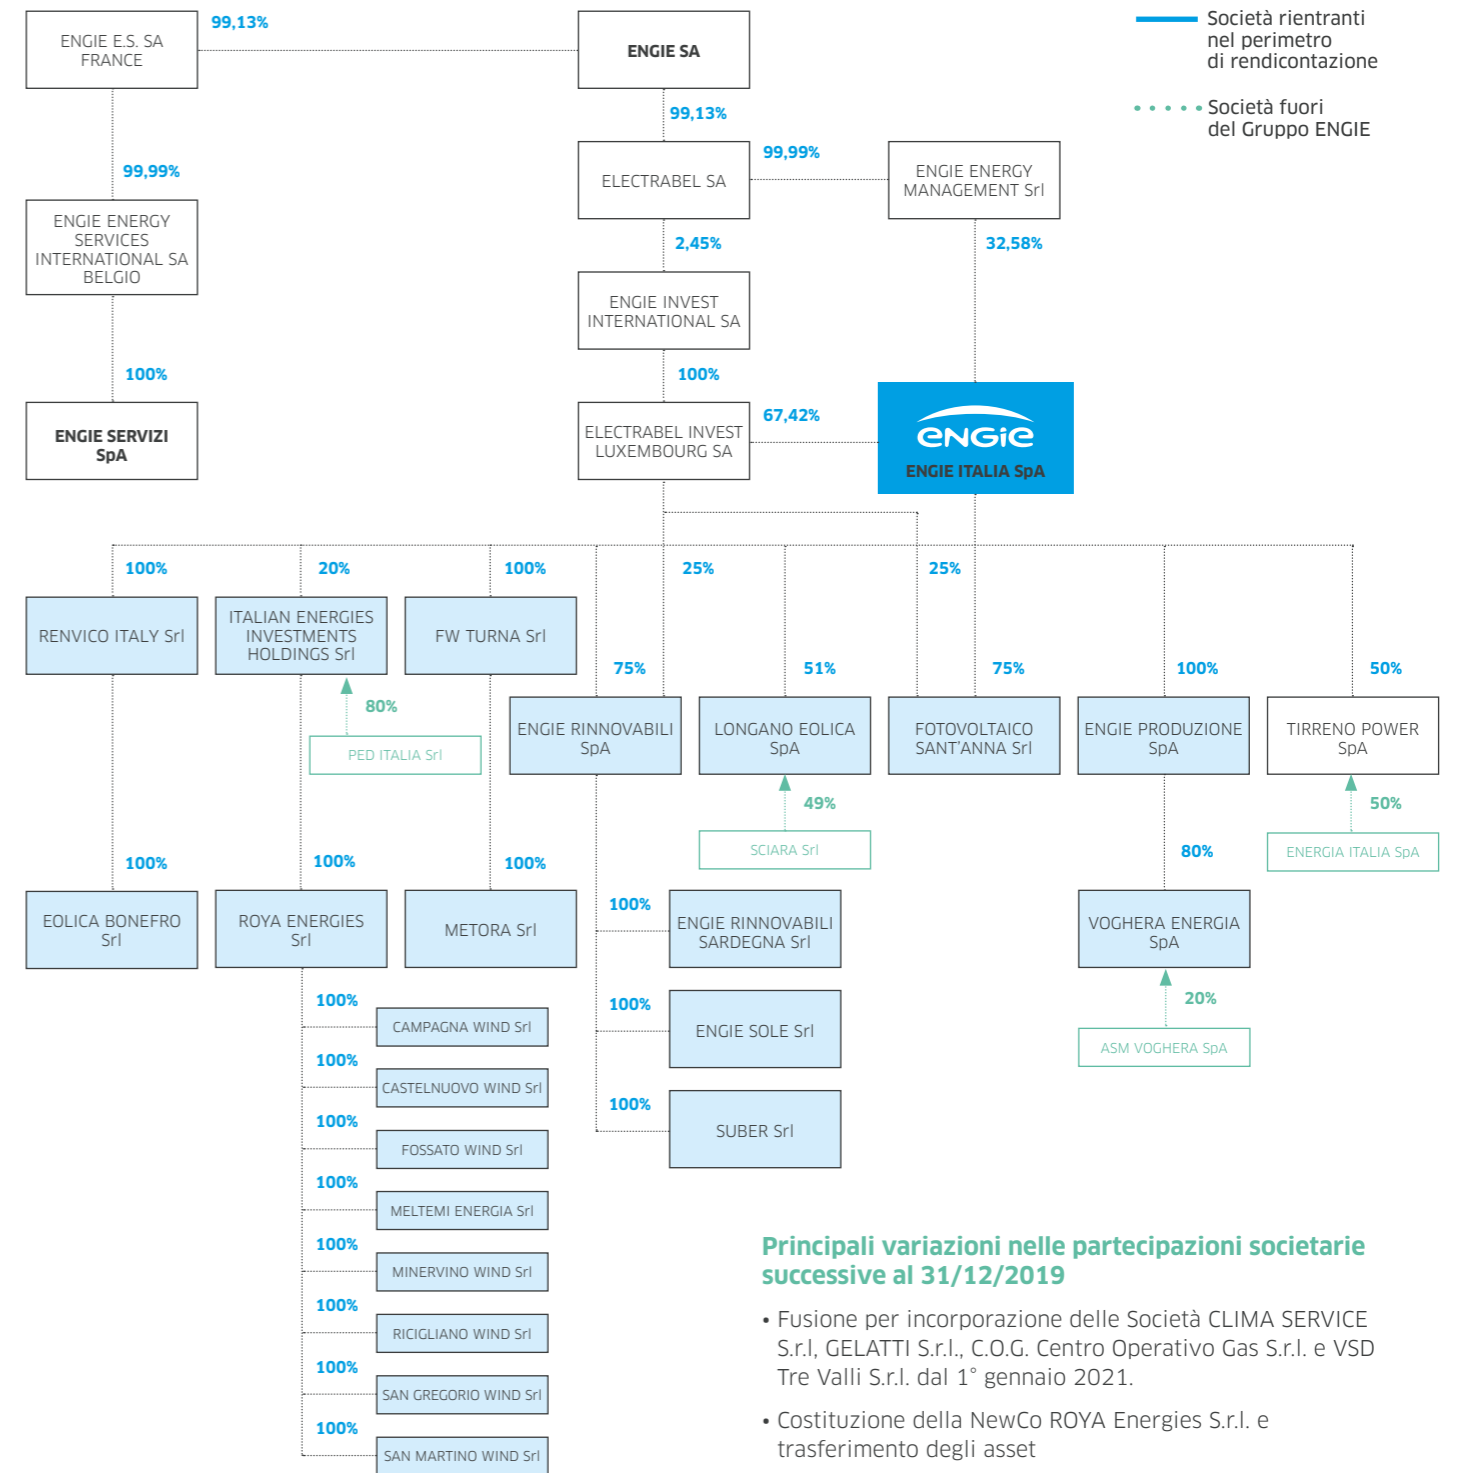 99,13%
ENGIE E.S. SA
FRANCE
ENGIE SA
Società rientranti
nel perimetro
di rendicontazione
Società fuori
del Gruppo ENGIE
99,13%
99,99%
99,99%
ELECTRABEL SA
ENGIE ENERGY
MANAGEMENT Srl
ENGIE ENERGY
SERVICES
INTERNATIONAL SA
BELGIO
2,45%
32,58%
ENGIE INVEST
INTERNATIONAL SA
100%
100%
67,42%
ENGIE SERVIZI
SpA
ELECTRABEL INVEST
LUXEMBOURG SA
ENGIE
ENGIE ITALIA SpA
100%
20%
100%
25%
25%
RENVICO ITALY Srl
ITALIAN ENERGIES
INVESTMENTS
HOLDINGS Srl
FW TURNA Srl
75%
51%
75%
100%
50%
80%
PED ITALIA Srl
ENGIE RINNOVABILI
SpA
LONGANO EOLICA
SpA
FOTOVOLTAICO
SANT'ANNA Srl
ENGIE PRODUZIONE
SpA
TIRRENO POWER
SpA
49%
50%
SCIARA Srl
80%
ENERGIA ITALIA SpA
100%
100%
100%
EOLICA BONEFRO
Srl
ROYA ENERGIES
Srl
METORA Srl
100%
ENGIE RINNOVABILI
SARDEGNA Srl
VOGHERA ENERGIA
SpA
20%
ASM VOGHERA SpA
100%
CAMPAGNA WIND Srl
100%
ENGIE SOLE Srl
100%
CASTELNUOVO WIND Srl
100%
FOSSATO WIND Srl
100%
SUBER Srl
100%
MELTEMI ENERGIA Srl
100%
MINERVINO WIND Srl
100%
RICIGLIANO WIND Srl
100%
SAN GREGORIO WIND Srl
100%
SAN MARTINO WIND Srl
Principali variazioni nelle partecipazioni societarie
successive al 31/12/2019
• Fusione per incorporazione delle Società CLIMA SERVICE
S.r.l, GELATTI S.r.l., C.O.G. Centro Operativo Gas S.r.l. e VSD
Tre Valli S.r.l. dal 1° gennaio 2021.
• Costituzione della NewCo ROYA Energies S.r.l. e
trasferimento degli asset